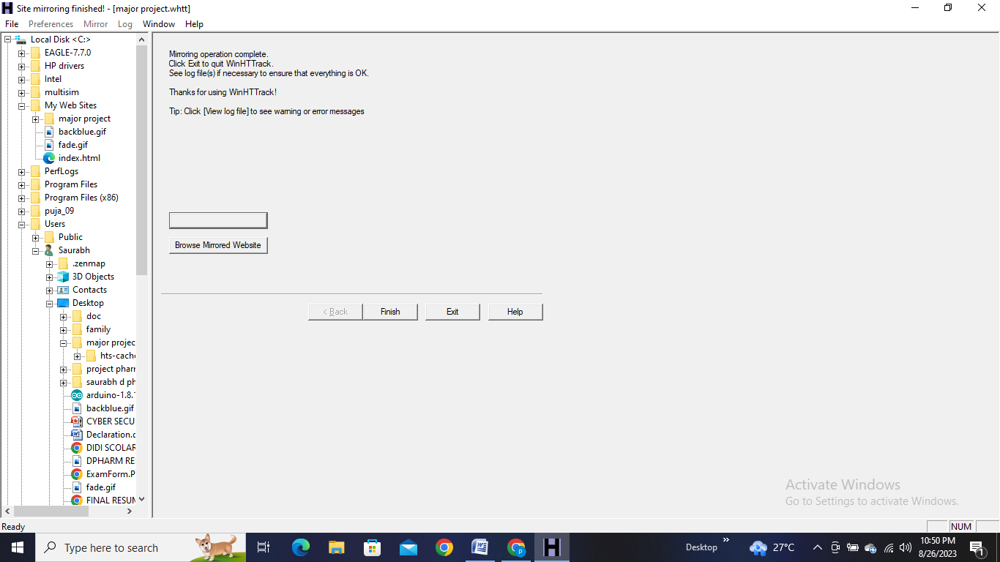 Site mirroring finished! - [major project.whtt]
File Preferences Mirror Log Window Help
Local Disk <C:>
EAGLE-7.7.0
HP drivers
Intel
multisim
My Web Sites
major project
backblue.gif
fade.gif
index.html
PerfLogs
Program Files
Program Files (x86)
puja_09
Users
Public
Saurabh
.zenmap
3D Objects
Contacts
Desktop
doc
family
major projec
hts-cache
project phar
saurabh d ph
arduino-1.8.1
backblue.gif
CYBER SECU
Declaration.c
DIDI SCOLAR
DPHARM RE
ExamForm.P
fade.gif
FINAL RESUM
Mirroring operation complete.
Click Exit to quit WinHTTrack.
See log file(s) if necessary to ensure that everything is OK.
Thanks for using WinHTTrack!
Tip: Click [View log file] to see warning or error messages
Browse Mirrored Website
< Back
Finish
Exit
Help
Activate Windows
Go to Settings to activate Windows.
Ready
NUM
Type here to search
Desktop
27°C
10:50 PM
8/26/2023
1